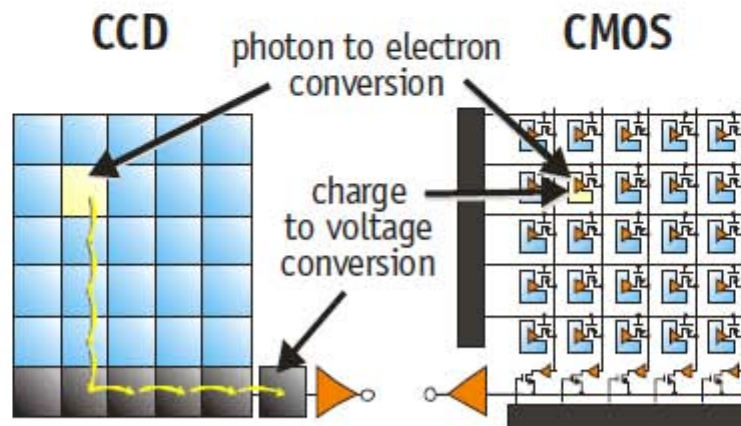 CCD
photon to electron
conversion
CMOS
charge
to voltage
conversion